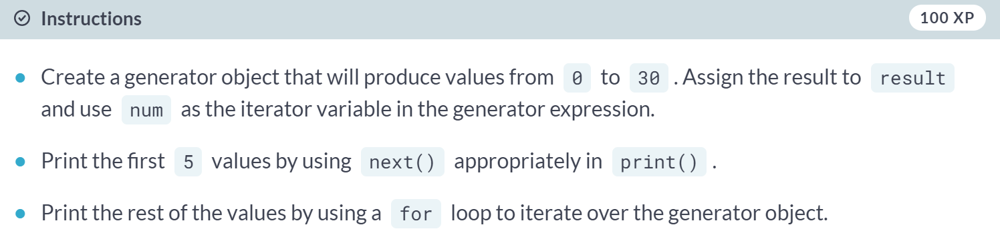 Instructions
100 XP
Create a generator object that will produce values from 0 to 30 . Assign the result to result
and use num as the iterator variable in the generator expression.
Print the first 5 values by using next() appropriately in print() .
Print the rest of the values by using a for loop to iterate over the generator object.